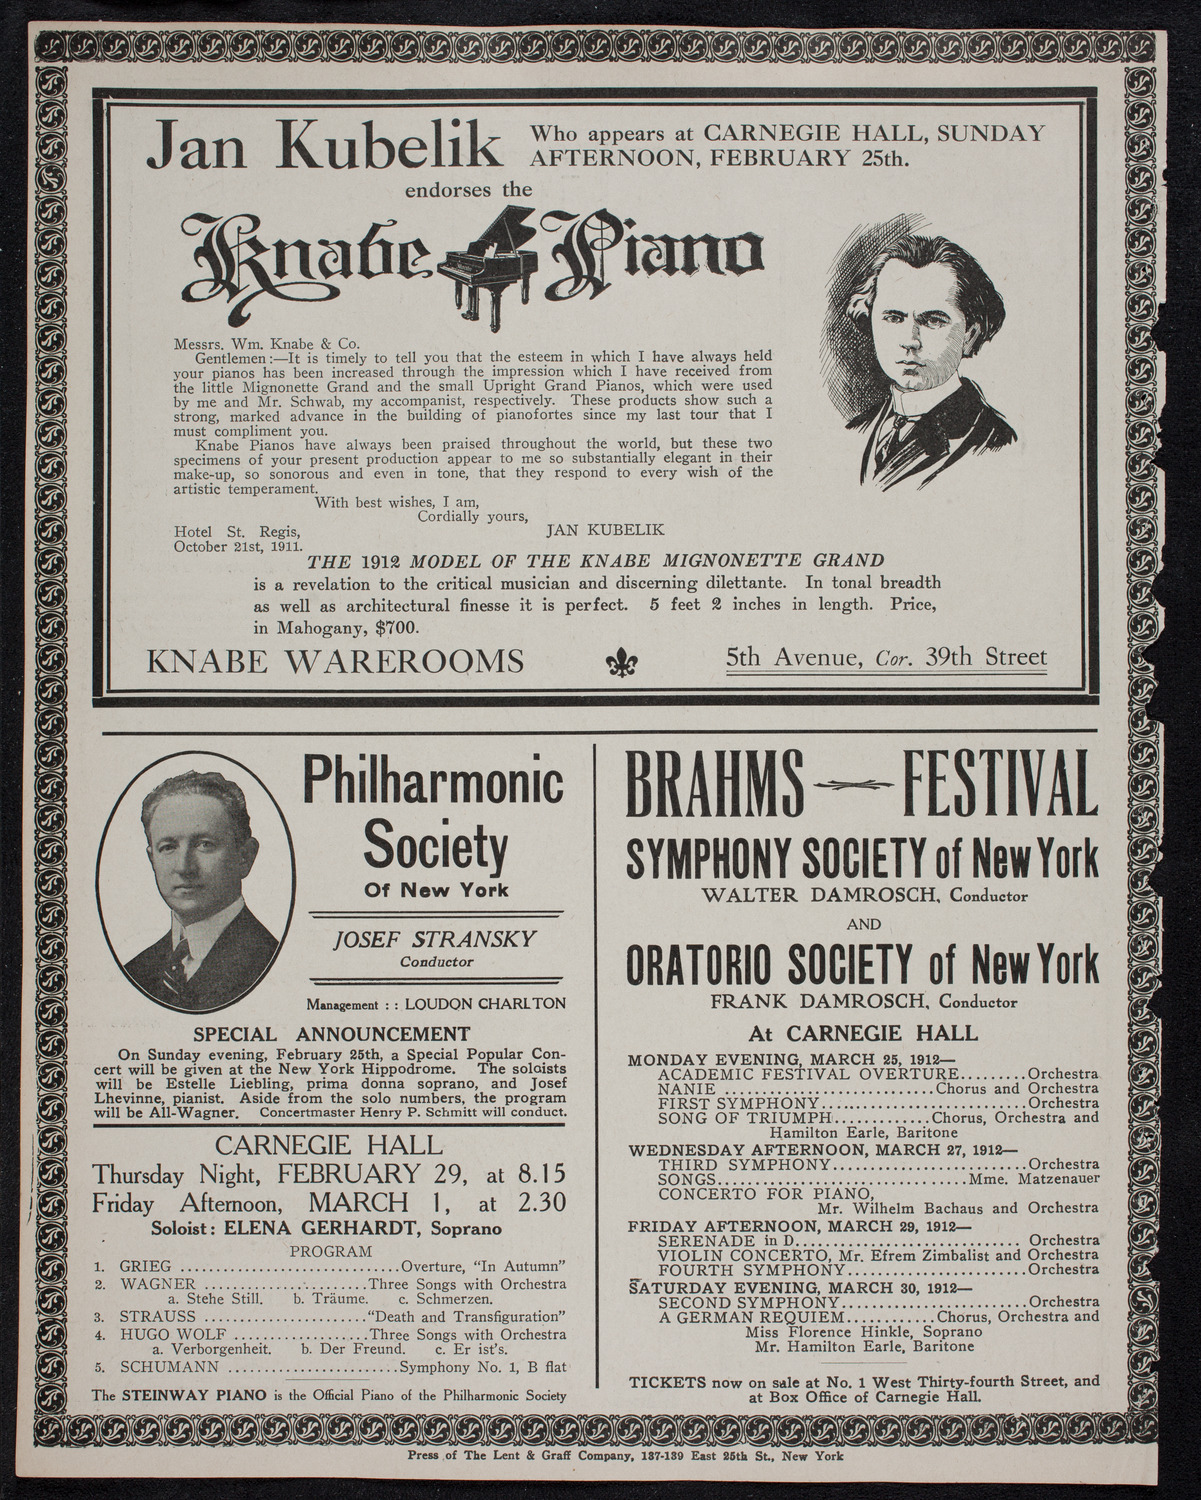 Jan Kubelik
Who appears at CARNEGIE HALL, SUNDAY
AFTERNOON, FEBRUARY 25th.
endorses the
Knabe Piano
Messrs. Wm. Knabe & Co.
Gentlemen:—It is timely to tell you that the esteem in which I have always held
your pianos has been increased through the impression which I have received from
the little Mignonette Grand and the small Upright Grand Pianos, which were used
by me and Mr. Schwab, my accompanist, respectively. These products show such a
strong, marked advance in the building of pianofortes since my last tour that I
must compliment you.
Knabe Pianos have always been praised throughout the world, but these two
specimens of your present production appear to me so substantially elegant in their
make-up, so sonorous and even in tone, that they respond to every wish of the
artistic temperament.
With best wishes, I am,
Cordially yours,
Hotel St. Regis, JAN KUBELIK
October 21st, 1911.
THE 1912 MODEL OF THE KNABE MIGNONETTE GRAND
is a revelation to the critical musician and discerning dilettante. In tonal breadth
as well as architectural finesse it is perfect. 5 feet 2 inches in length. Price,
in Mahogany, $700.
KNABE WAREROOMS 5th Avenue, Cor. 39th Street
Philharmonic
Society
Of New York
JOSEF STRANSKY
Conductor
Management : : LOUDON CHARLTON
SPECIAL ANNOUNCEMENT
On Sunday evening, February 25th, a Special Popular Con-
cert will be given at the New York Hippodrome. The soloists
will be Estelle Liebling, prima donna soprano, and Josef
Lhevinne, pianist. Aside from the solo numbers, the program
will be All-Wagner. Concertmaster Henry P. Schmitt will conduct.
CARNEGIE HALL
Thursday Night, FEBRUARY 29, at 8.15
Friday Afternoon, MARCH 1, at 2.30
Soloist: ELENA GERHARDT, Soprano
PROGRAM
1. GRIEG ..............................Overture, "In Autumn"
2. WAGNER ......................Three Songs with Orchestra
a. Stehe Still. b. Träume. c. Schmerzen.
3. STRAUSS ......................"Death and Transfiguration"
4. HUGO WOLF ...................Three Songs with Orchestra
a. Verborgenheit. b. Der Freund. c. Er ist's.
5. SCHUMANN .......................Symphony No. 1, B flat
The STEINWAY PIANO is the Official Piano of the Philharmonic Society
BRAHMS FESTIVAL
SYMPHONY SOCIETY of New York
WALTER DAMROSCH, Conductor
AND
ORATORIO SOCIETY of New York
FRANK DAMROSCH, Conductor
At CARNEGIE HALL
MONDAY EVENING, MARCH 25, 1912—
ACADEMIC FESTIVAL OVERTURE.........Orchestra
NANIE ...........................Chorus and Orchestra
FIRST SYMPHONY...........................Orchestra
SONG OF TRIUMPH.............Chorus, Orchestra and
Hamilton Earle, Baritone
WEDNESDAY AFTERNOON, MARCH 27, 1912—
THIRD SYMPHONY..........................Orchestra
SONGS................................Mme. Matzenauer
CONCERTO FOR PIANO,
Mr. Wilhelm Bachaus and Orchestra
FRIDAY AFTERNOON, MARCH 29, 1912—
SERENADE in D............................ Orchestra
VIOLIN CONCERTO, Mr. Efrem Zimbalist and Orchestra
FOURTH SYMPHONY........................Orchestra
SATURDAY EVENING, MARCH 30, 1912—
SECOND SYMPHONY.........................Orchestra
A GERMAN REQUIEM............Chorus, Orchestra and
Miss Florence Hinkle, Soprano
Mr. Hamilton Earle, Baritone
TICKETS now on sale at No. 1 West Thirty-fourth Street, and
at Box Office of Carnegie Hall.
Press of The Lent & Graff Company, 137-139 East 25th St., New York